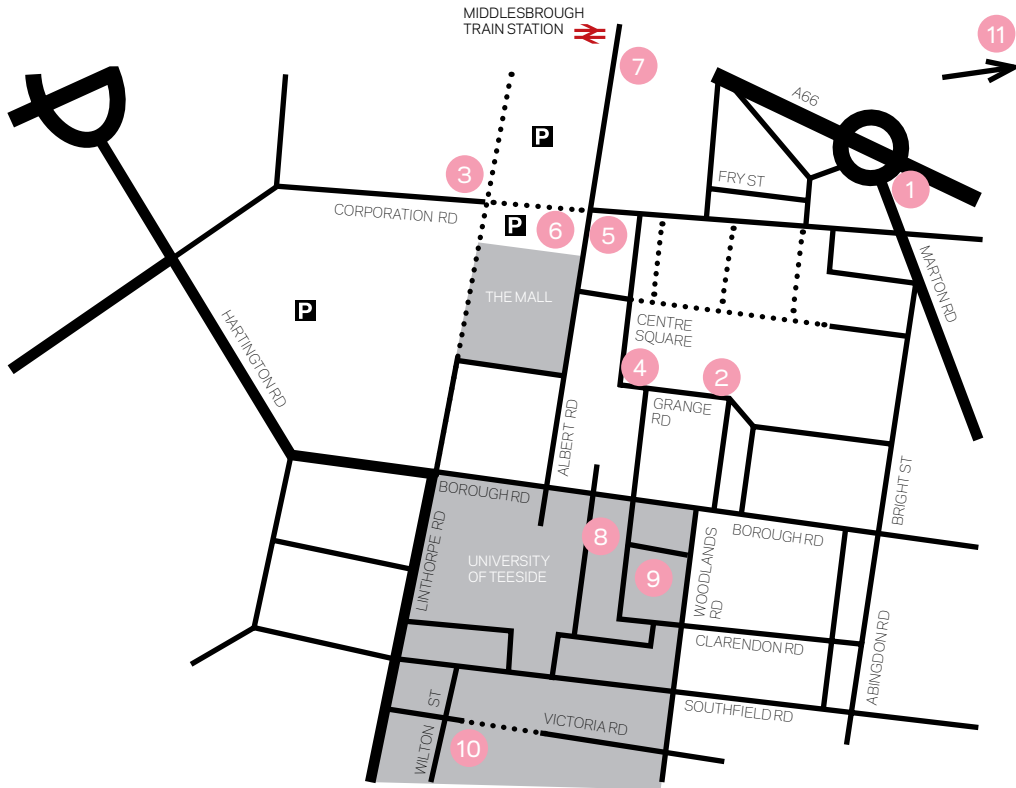 MIDDLESBROUGH
TRAIN STATION
11
7
A66
P
3
FRY ST
1
CORPORATION RD
P
6
5
MARTON RD
THE MALL
P
CENTRE
SQUARE
HARTINGTON RD
4
2
GRANGE
RD
ALBERT RD
BOROUGH RD
BRIGHT ST
LINTHORPE RD
8
BOROUGH RD
UNIVERSITY
OF TEESIDE
9
WOODLANDS
RD
CLARENDON RD
ABINGDON RD
SOUTHFIELD RD
WILTON
ST
VICTORIA RD
10